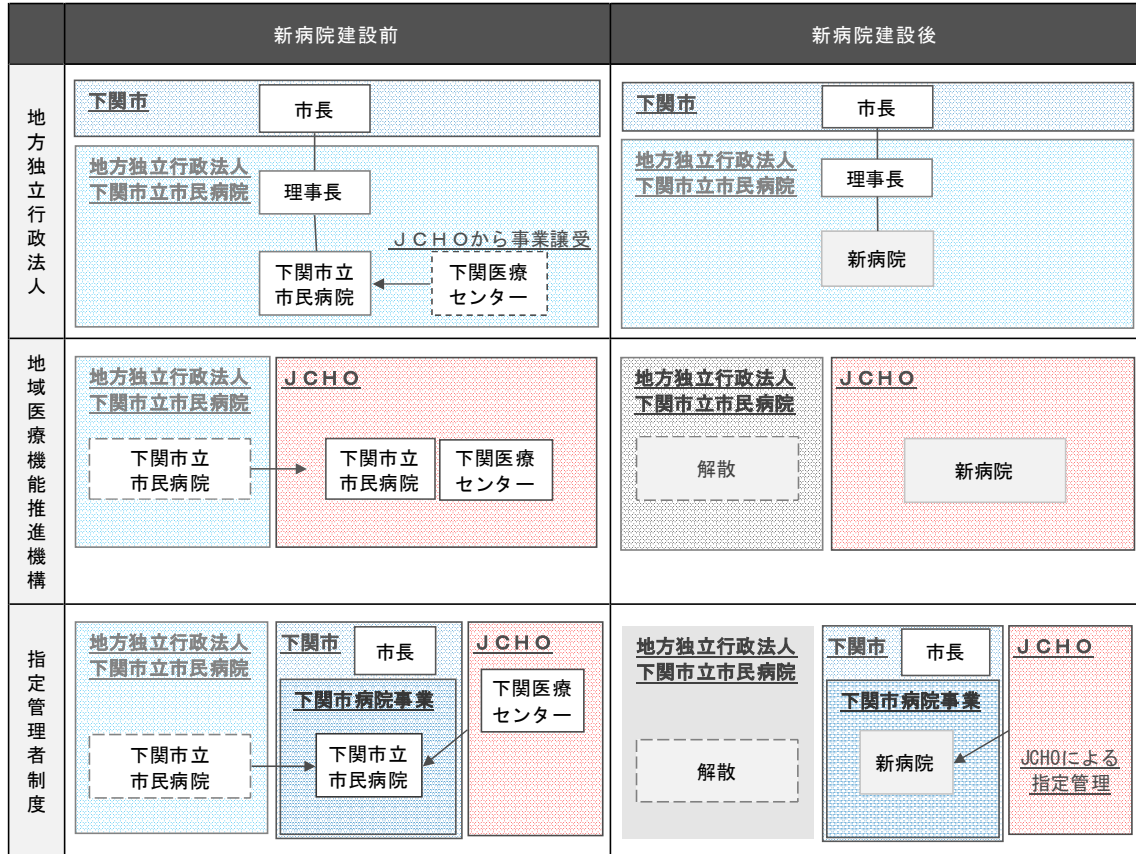 新病院建設前
新病院建設後
地方独立行政法人
下関市
市長
地方独立行政法人
下関市立市民病院
理事長
ＪＣＨＯから事業譲受
下関市立
市民病院
下関医療
センター
下関市
市長
地方独立行政法人
下関市立市民病院
理事長
新病院
地域医療機能推進機構
地方独立行政法人
下関市立市民病院
下関市立
市民病院
ＪＣＨＯ
下関市立
市民病院
下関医療
センター
地方独立行政法人
下関市立市民病院
解散
ＪＣＨＯ
新病院
指定管理者制度
地方独立行政法人
下関市立市民病院
下関市立
市民病院
下関市
市長
下関市病院事業
下関市立
市民病院
ＪＣＨＯ
下関医療
センター
地方独立行政法人
下関市立市民病院
解散
下関市
市長
下関市病院事業
新病院
ＪＣＨＯ
JCHOによる
指定管理